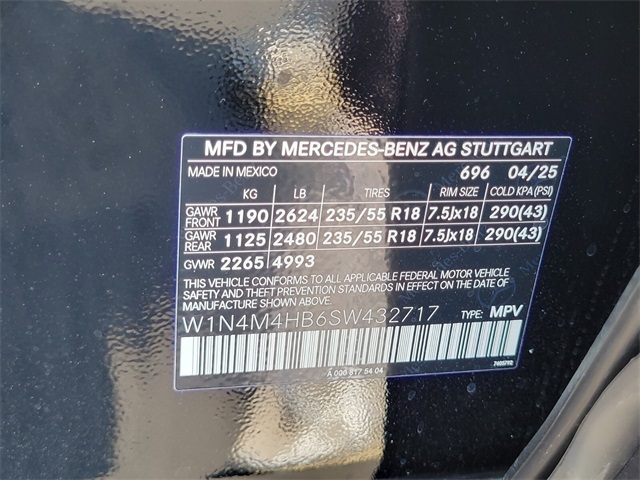 MFD BY MERCEDES-BENZ AG STUTTGART
MADE IN MEXICO 696 04/25
KG LB TIRES RIM SIZE COLD KPA(PSI)
GAWR FRONT 1190 2624 235/55 R18 7.5Jx18 290(43)
GAWR REAR 1125 2480 235/55 R18 7.5Jx18 290(43)
GVWR 2265 4993
THIS VEHICLE CONFORMS TO ALL APPLICABLE FEDERAL MOTOR VEHICLE
SAFETY AND THEFT PREVENTION STANDARDS IN EFFECT ON THE DATE OF
MANUFACTURE SHOWN ABOVE.
W1N4M4HB6SW432717 TYPE: MPV
A 000 817 54 04